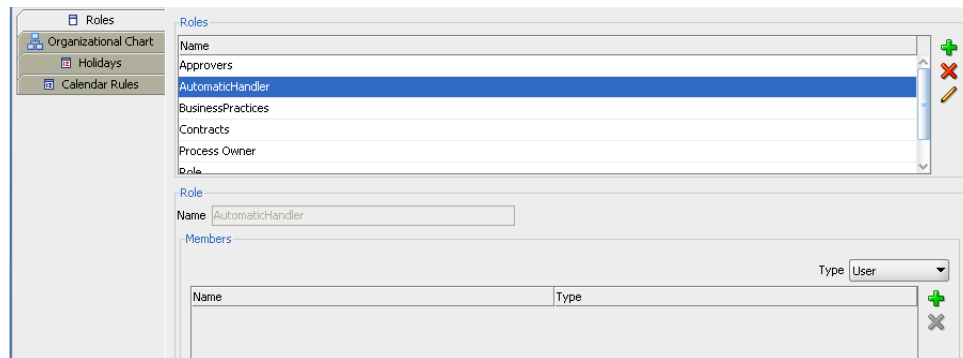 Roles
Organizational Chart
Holidays
Calendar Rules
Roles
Name
Approvers
AutomaticHandler
BusinessPractices
Contracts
Process Owner
Role
Role
Name AutomaticHandler
Members
Type User
Name Type